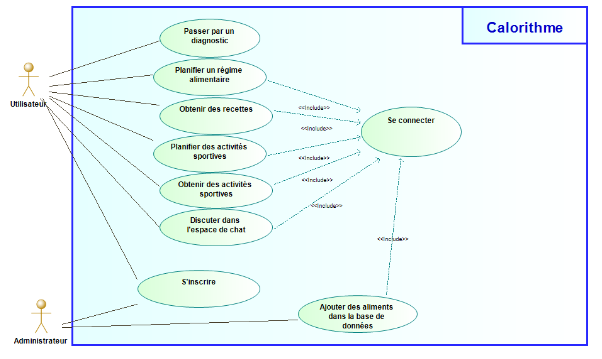 Calorithme
Passer par un
diagnostic
Planifier un régime
alimentaire
Utilisateur
Obtenir des recettes
<<Include>>
Se connecter
<<Include>>
Planifier des activités
sportives
<<Include>>
Obtenir des activités
sportives
<<Include>>
Discuter dans
l'espace de chat
<<Include>>
<<Include>>
S'inscrire
Ajouter des aliments
dans la base de
données
Administrateur